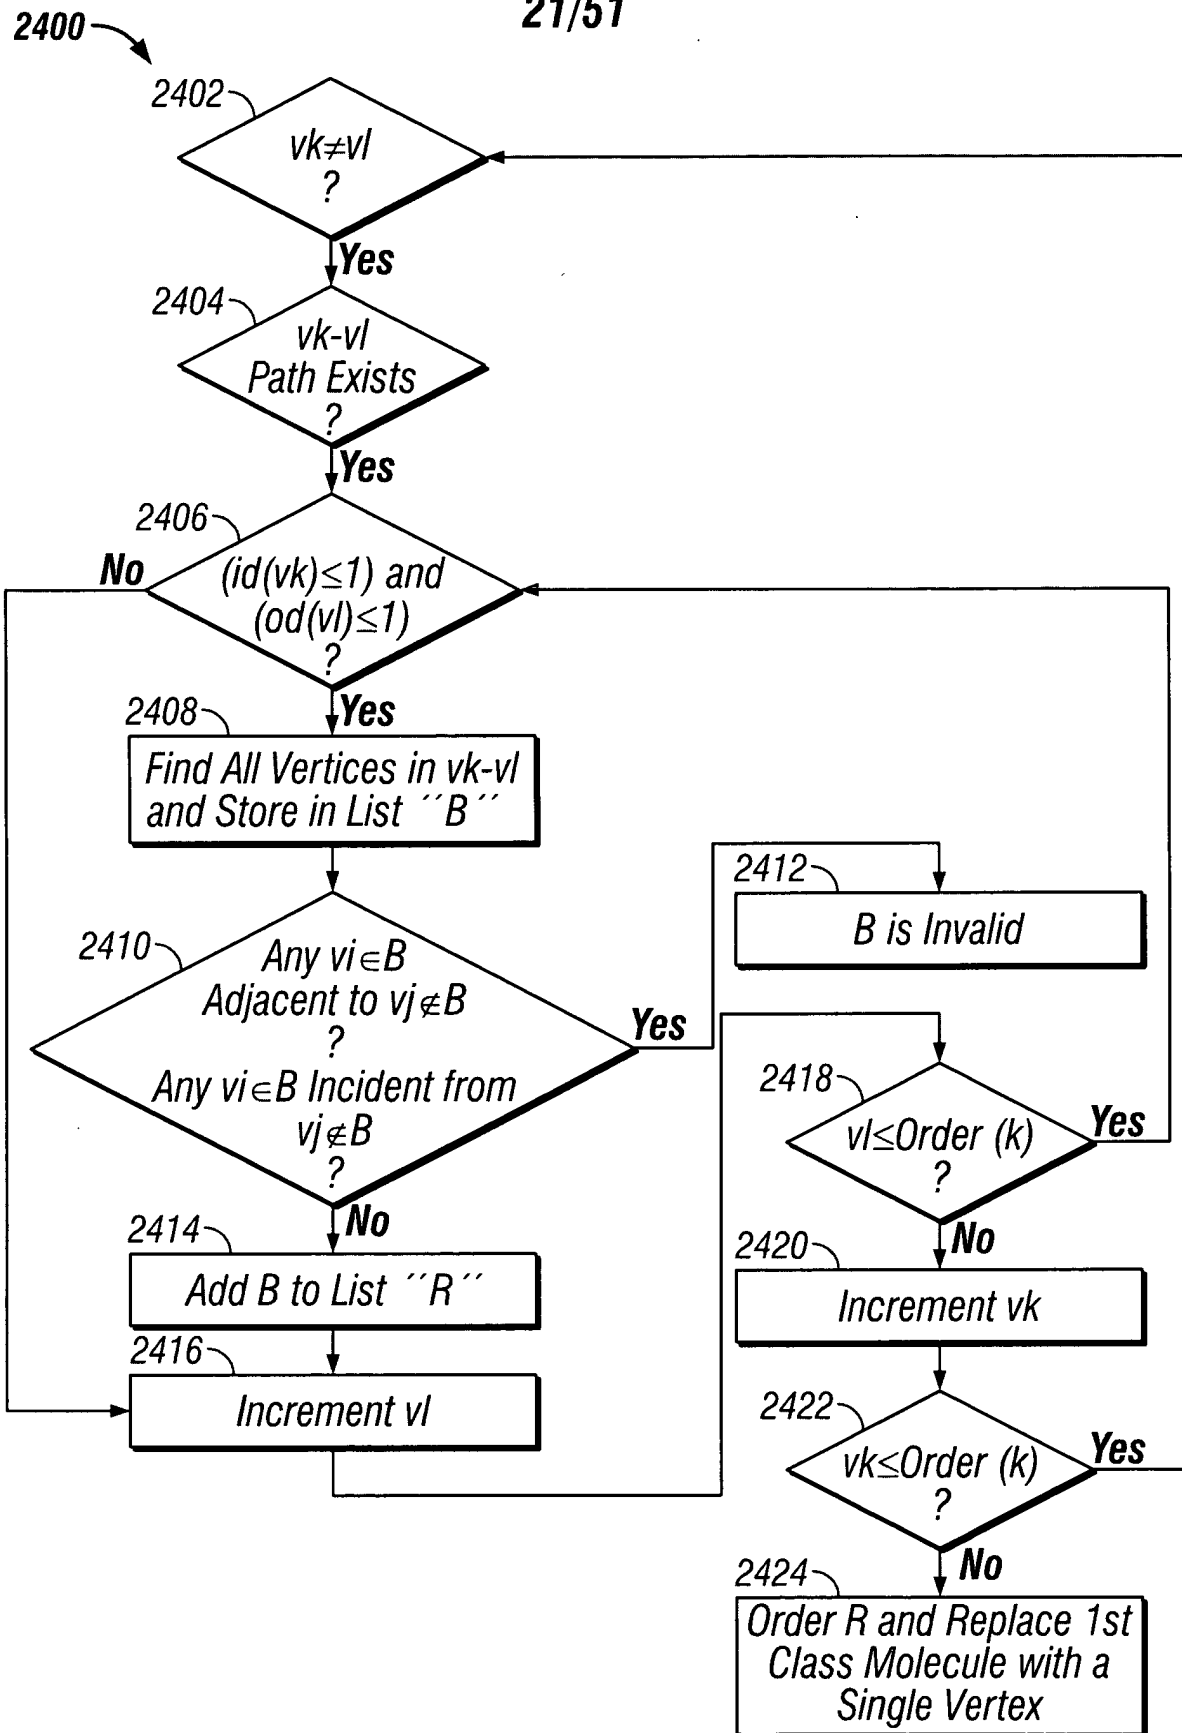 21/51
2400
2402
vk≠vl
?
Yes
2404
vk-vl
Path Exists
?
Yes
2406
No
(id(vk)≤1) and
(od(vl)≤1)
?
Yes
2408
Find All Vertices in vk-vl
and Store in List ´´B´´
2410
Any vi∈B
Adjacent to vj∉B
?
Any vi∈B Incident from
vj∉B
?
Yes
2412
B is Invalid
No
2414
Add B to List ´´R´´
2416
Increment vl
2418
vl≤Order (k)
?
Yes
No
2420
Increment vk
2422
vk≤Order (k)
?
Yes
No
2424
Order R and Replace 1st
Class Molecule with a
Single Vertex